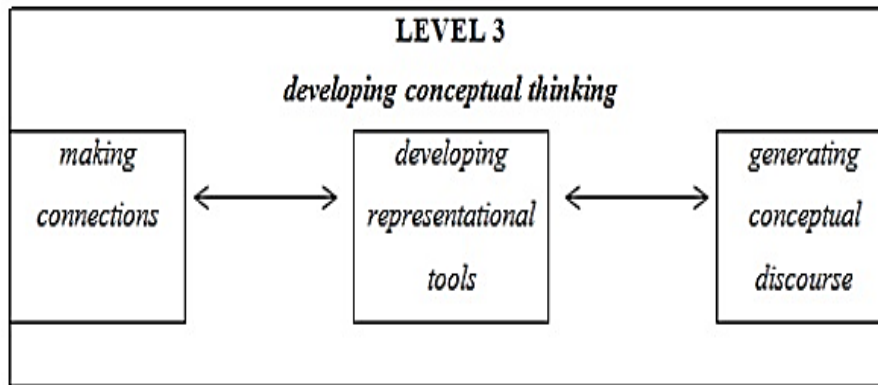 LEVEL 3
developing conceptual thinking
making
connections
developing
representational
tools
generating
conceptual
discourse